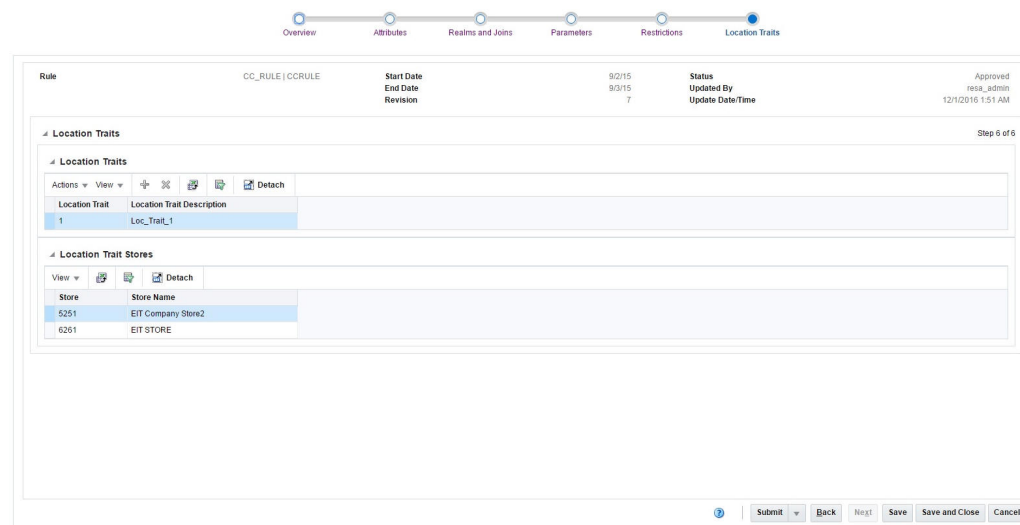 Overview Attributes Realms and Joins Parameters Restrictions Location Traits
Rule CC_RULE | CCRULE Start Date 9/2/15 Status Approved
End Date 9/3/15 Updated By resa_admin
Revision 7 Update Date/Time 12/1/2016 1:51 AM
Location Traits Step 6 of 6
Location Traits
Actions View Detach
Location Trait Location Trait Description
1 Loc_Trait_1
Location Trait Stores
View Detach
Store Store Name
5251 EIT Company Store2
6261 EIT STORE
Submit Back Next Save Save and Close Cancel